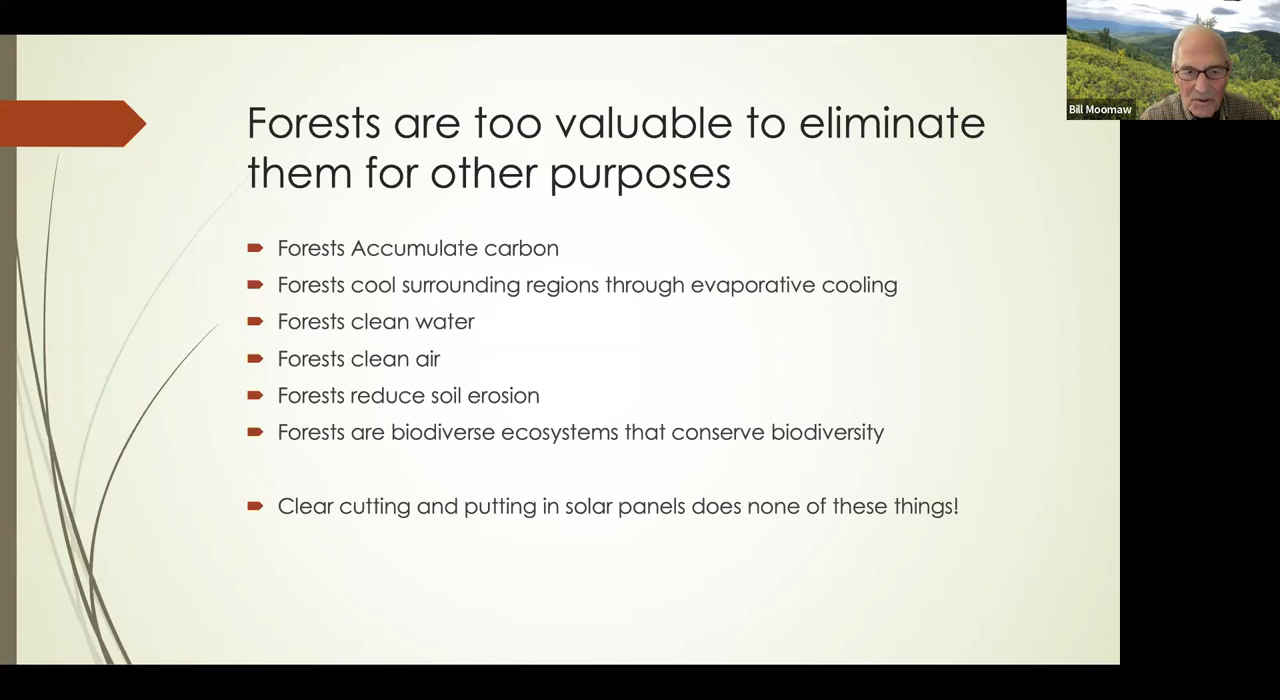 Forests are too valuable to eliminate
them for other purposes
Forests Accumulate carbon
Forests cool surrounding regions through evaporative cooling
Forests clean water
Forests clean air
Forests reduce soil erosion
Forests are biodiverse ecosystems that conserve biodiversity
Clear cutting and putting in solar panels does none of these things!
Bill Moomaw